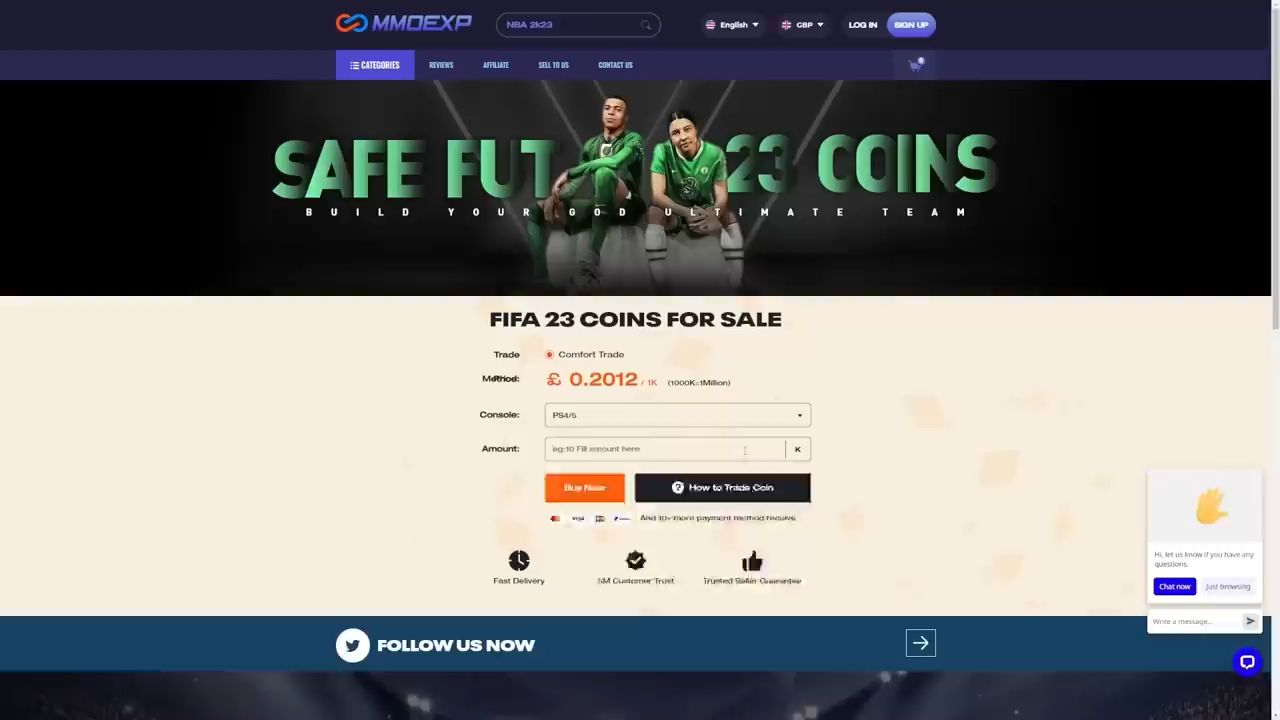 MMOEXP
NBA 2k23
English
GBP
LOG IN
SIGN UP
CATEGORIES
REVIEWS
AFFILIATE
SELL TO US
CONTACT US
SAFE FUT 23 COINS
BUILD YOUR GOD ULTIMATE TEAM
FIFA 23 COINS FOR SALE
Trade
Comfort Trade
£ 0.2012 / 1K (1000K=1Million)
Console: PS4/5
Amount: eg:10 Fill amount here K
Buy Now
How to Trade Coin
And 10+more payment method receive
Fast Delivery
Customer Trust
Trusted Seller Guarantee
Hi, let us know if you have any
questions.
Chat now
Just browsing
Write a message...
FOLLOW US NOW